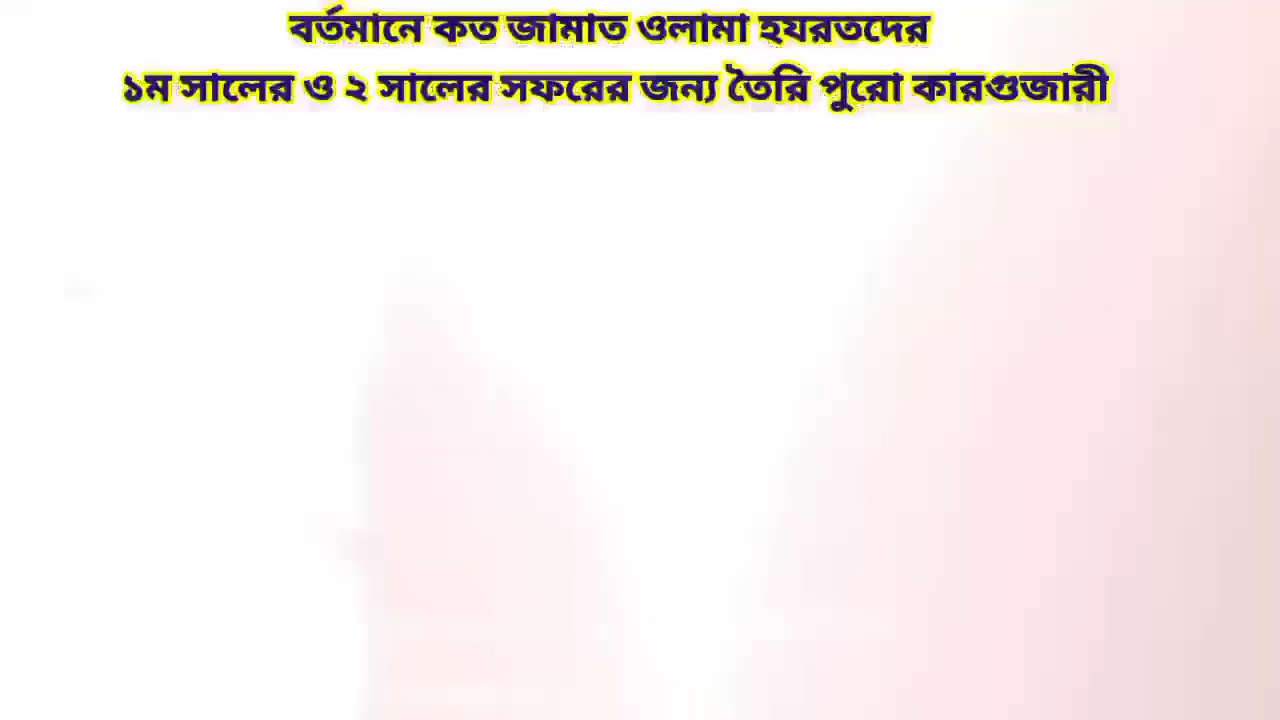 বর্তমানে কত জামাত ওলামা হযরতদের
১ম সালের ও ২ সালের সফরের জন্য তৈরি পুরো কারগুজারী